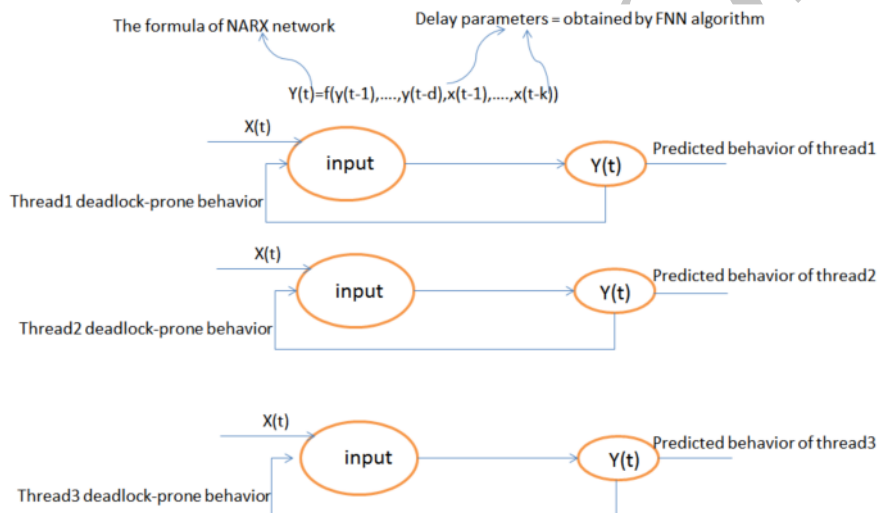 The formula of NARX network
Delay parameters = obtained by FNN algorithm
Y(t)=f(y(t-1),....,y(t-d),x(t-1),....,x(t-k))
X(t)
input
Y(t)
Predicted behavior of thread1
Thread1 deadlock-prone behavior
X(t)
input
Y(t)
Predicted behavior of thread2
Thread2 deadlock-prone behavior
X(t)
input
Y(t)
Predicted behavior of thread3
Thread3 deadlock-prone behavior